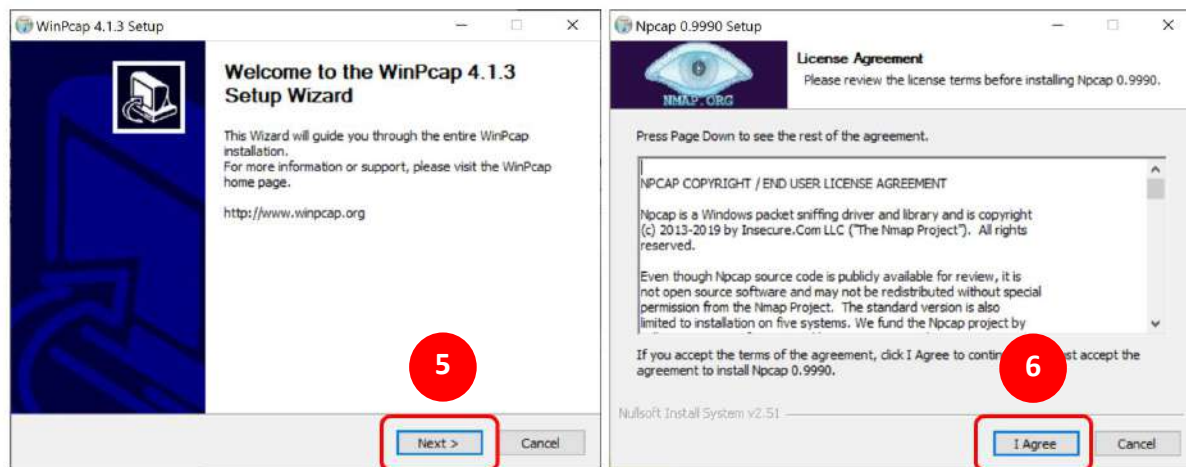 WinPcap 4.1.3 Setup
Welcome to the WinPcap 4.1.3
Setup Wizard
This Wizard will guide you through the entire WinPcap
installation.
For more information or support, please visit the WinPcap
home page.
http://www.winpcap.org
5
Next >
Cancel
Npcap 0.9990 Setup
NMAP.ORG
License Agreement
Please review the license terms before installing Npcap 0.9990.
Press Page Down to see the rest of the agreement.
NPCAP COPYRIGHT / END USER LICENSE AGREEMENT
Npcap is a Windows packet sniffing driver and library and is copyright
(c) 2013-2019 by Insecure.Com LLC ("The Nmap Project"). All rights
reserved.
Even though Npcap source code is publicly available for review, it is
not open source software and may not be redistributed without special
permission from the Nmap Project. The standard version is also
limited to installation on five systems. We fund the Npcap project by
If you accept the terms of the agreement, click I Agree to accept the
agreement to install Npcap 0.9990.
6
Nullsoft Install System v2.51
I Agree
Cancel